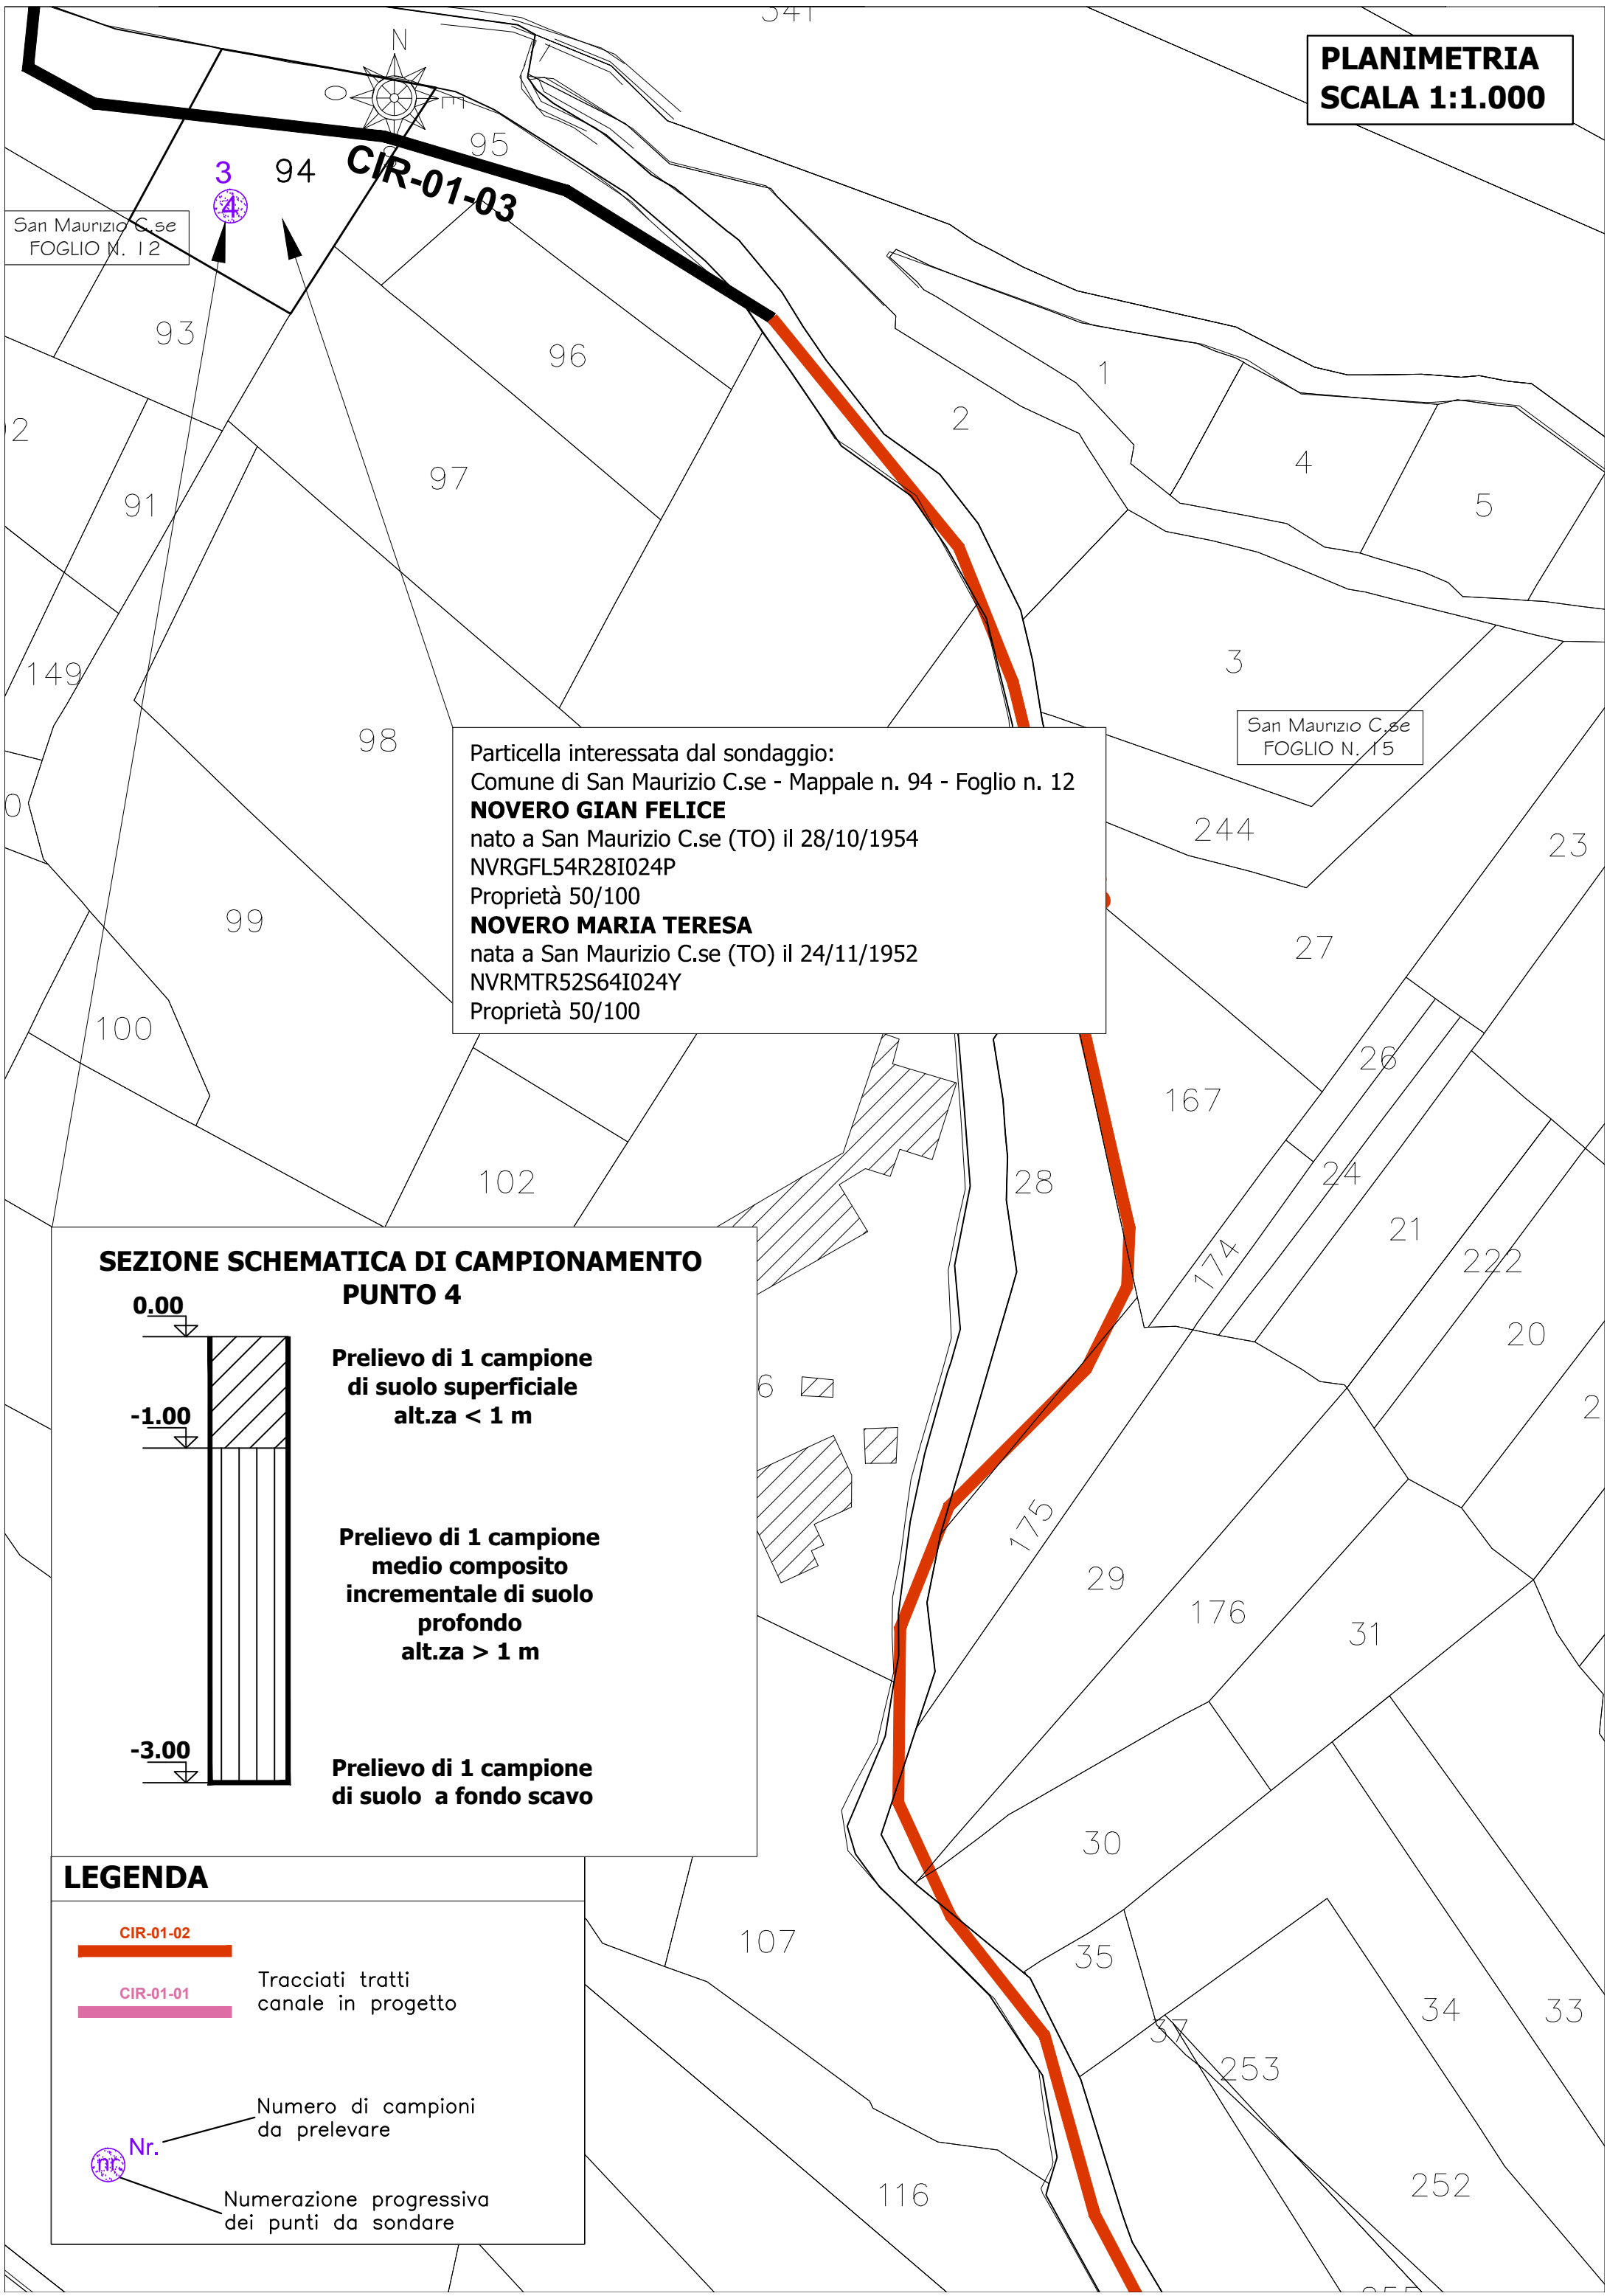 341
PLANIMETRIA
SCALA 1:1.000
N
O
E
95
CIR-01-03
3
94
4
San Maurizio C.se
FOGLIO N. 12
93
96
1
2
97
4
5
91
149
3
98
San Maurizio C.se
FOGLIO N. 15
Particella interessata dal sondaggio:
Comune di San Maurizio C.se - Mappale n. 94 - Foglio n. 12
NOVERO GIAN FELICE
nato a San Maurizio C.se (TO) il 28/10/1954
NVRGFL54R28I024P
Proprietà 50/100
NOVERO MARIA TERESA
nata a San Maurizio C.se (TO) il 24/11/1952
NVRMTR52S64I024Y
Proprietà 50/100
244
23
99
27
100
26
167
102
28
24
21
174
222
20
SEZIONE SCHEMATICA DI CAMPIONAMENTO
PUNTO 4
0.00
Prelievo di 1 campione
di suolo superficiale
alt.za < 1 m
-1.00
Prelievo di 1 campione
medio composito
incrementale di suolo
profondo
alt.za > 1 m
-3.00
Prelievo di 1 campione
di suolo a fondo scavo
6
2
175
29
176
31
30
LEGENDA
CIR-01-02
CIR-01-01
Tracciati tratti
canale in progetto
Numero di campioni
da prelevare
Nr.
nr
Numerazione progressiva
dei punti da sondare
107
35
34
33
37
253
252
116